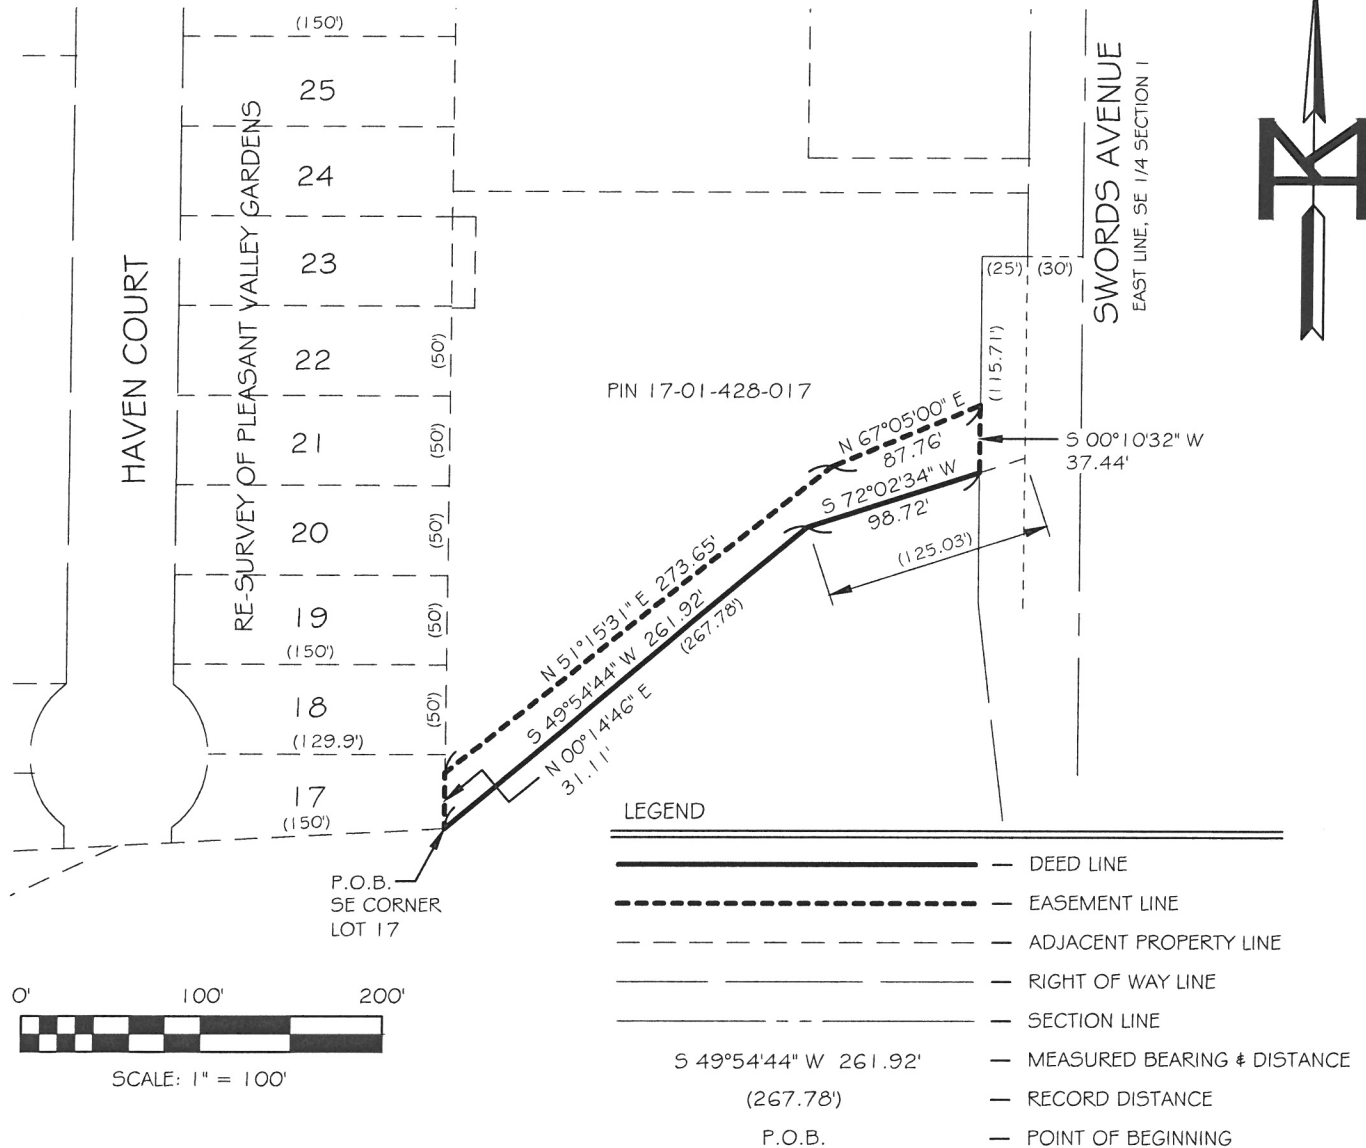 (150')
25
24
23
22
21
20
19
(150')
18
(129.9')
17
(150')
HAVEN COURT
RE-SURVEY OF PLEASANT VALLEY GARDENS
(50')
(50')
(50')
(50')
(50')
SWORDS AVENUE
EAST LINE, SE 1/4 SECTION 1
(25') (30')
(115.71')
PIN 17-01-428-017
N 67°05'00" E
87.76'
S 00°10'32" W
37.44'
S 72°02'34" W
98.72'
(125.03')
N 51°15'31" E 273.65'
S 49°54'44" W 261.92'
(267.78')
N 00°14'46" E
31.11'
P.O.B.
SE CORNER
LOT 17
0' 100' 200'
SCALE: 1" = 100'
LEGEND
— DEED LINE
— EASEMENT LINE
— ADJACENT PROPERTY LINE
— RIGHT OF WAY LINE
— SECTION LINE
S 49°54'44" W 261.92' — MEASURED BEARING & DISTANCE
(267.78') — RECORD DISTANCE
P.O.B. — POINT OF BEGINNING